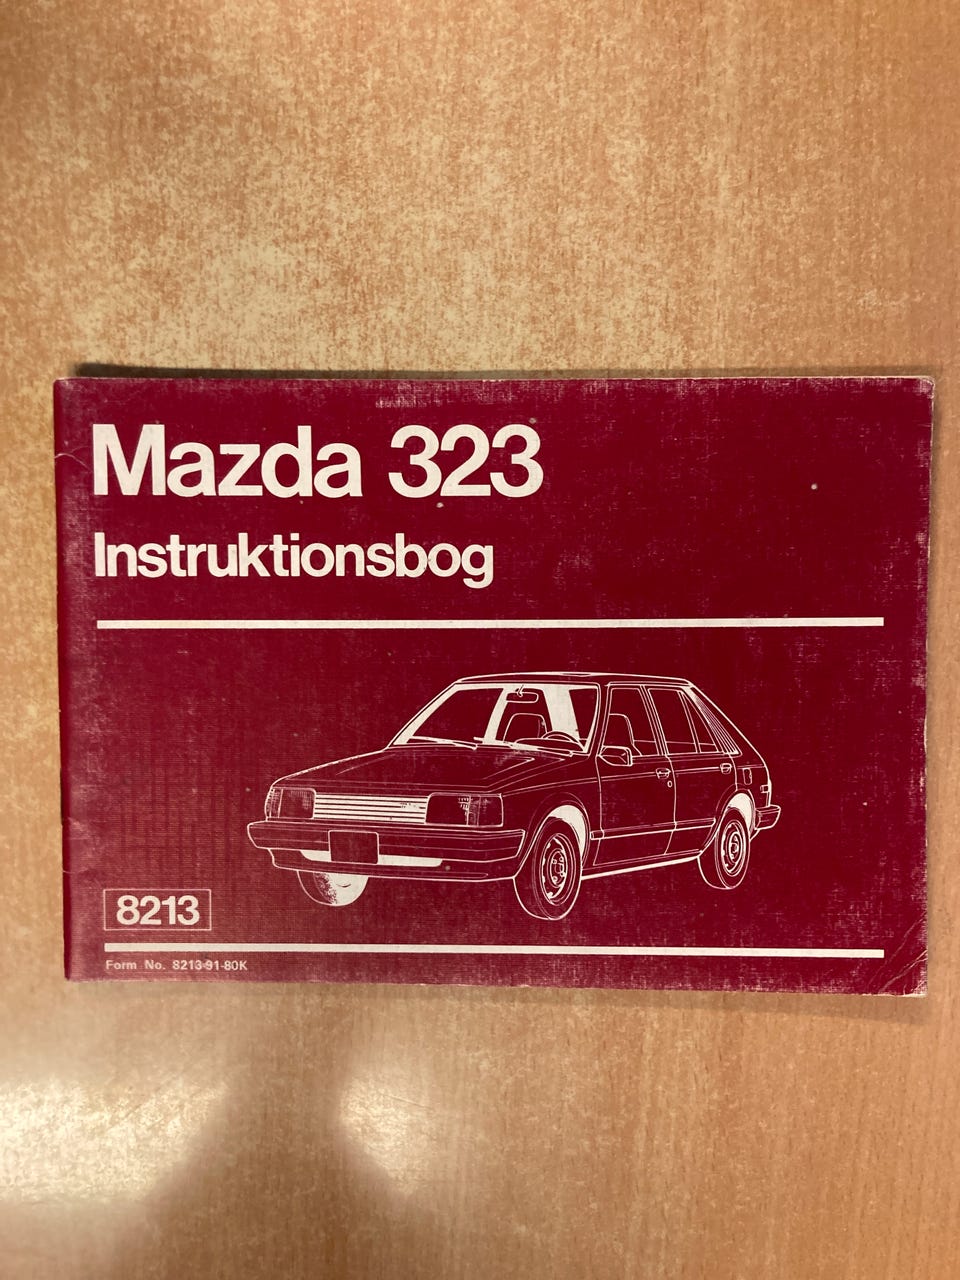 Mazda 323
Instruktionsbog
8213
Form No. 8213-91-80K